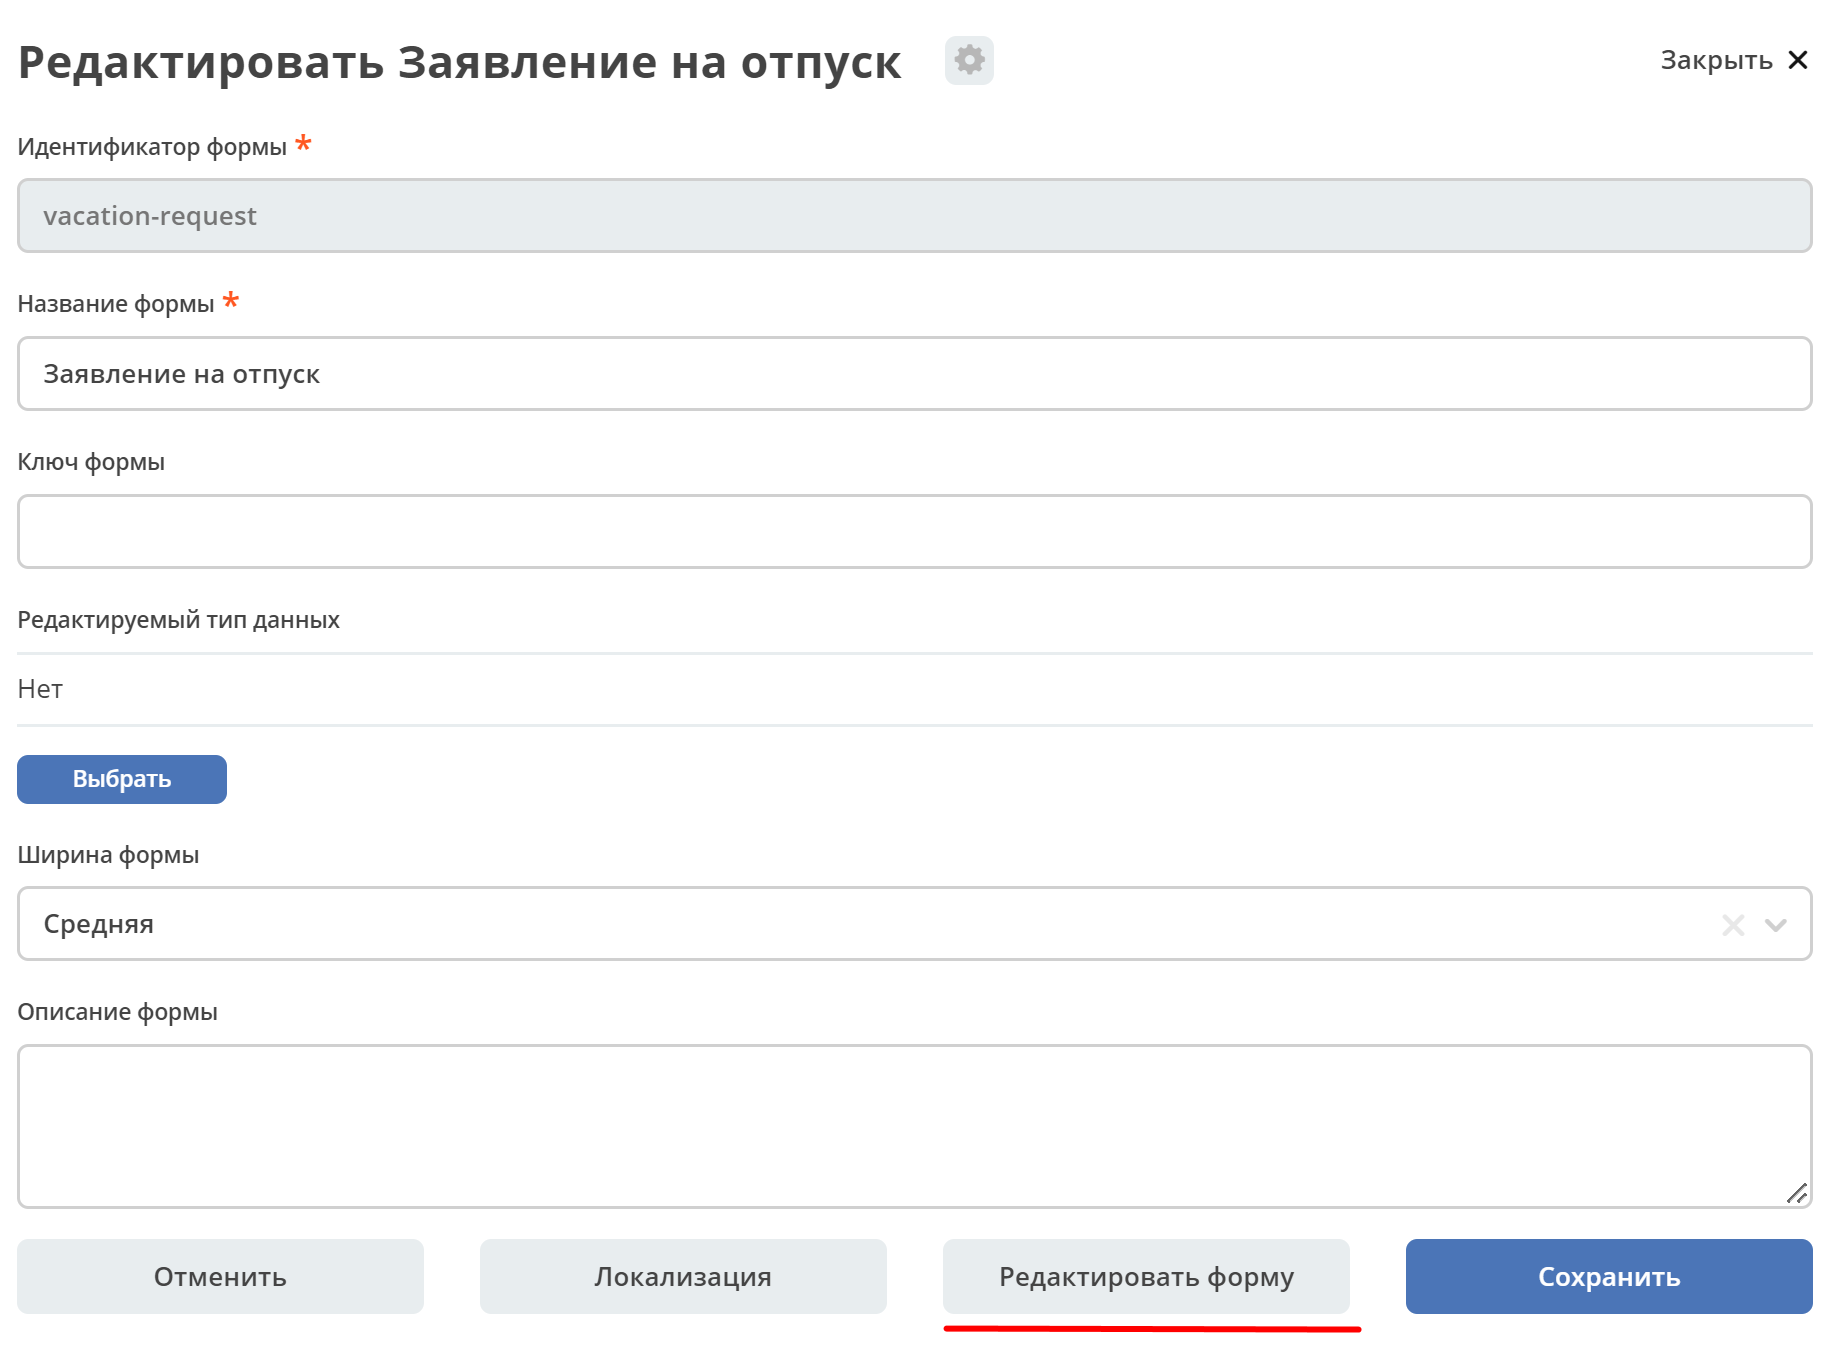 Редактировать Заявление на отпуск
Закрыть
Идентификатор формы *
vacation-request
Название формы *
Заявление на отпуск
Ключ формы
Редактируемый тип данных
Нет
Выбрать
Ширина формы
Средняя
Описание формы
Отменить
Локализация
Редактировать форму
Сохранить